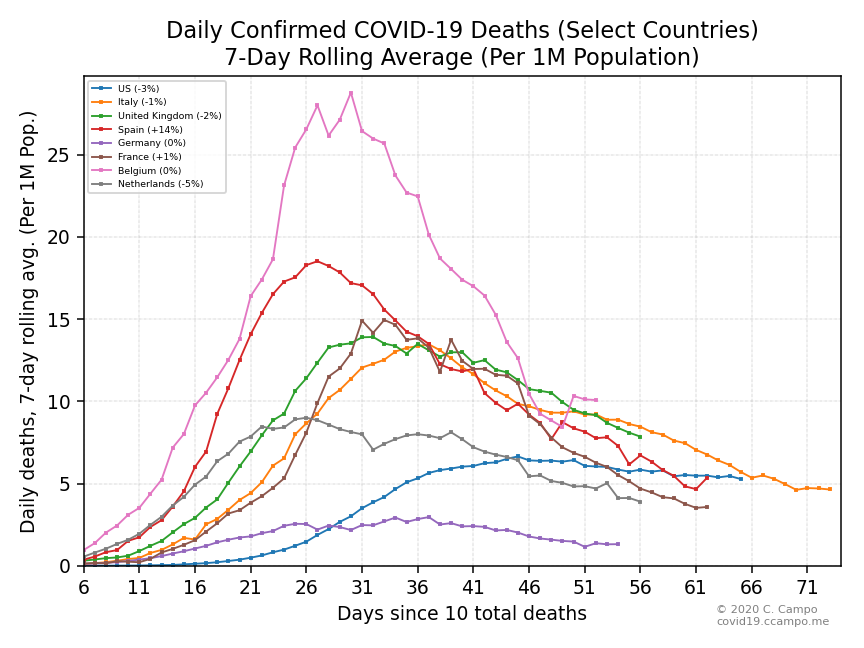 Daily Confirmed COVID-19 Deaths (Select Countries)
7-Day Rolling Average (Per 1M Population)
US (-3%)
Italy (-1%)
United Kingdom (-2%)
Spain (+14%)
Germany (0%)
France (+1%)
Belgium (0%)
Netherlands (-5%)
Daily deaths, 7-day rolling avg. (Per 1M Pop.)
25
20
15
10
5
0
6 11 16 21 26 31 36 41 46 51 56 61 66 71
Days since 10 total deaths
© 2020 C. Campo
covid19.ccampo.me